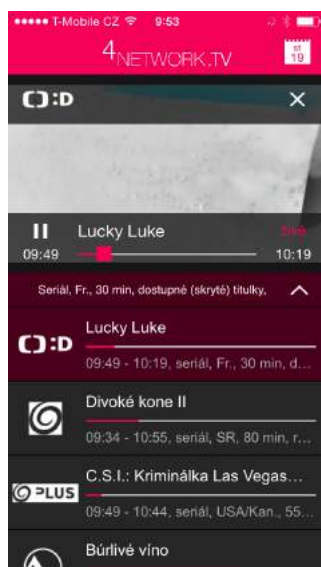 T-Mobile CZ 9:53
4NETWORK.TV
st
19
:D
Lucky Luke
živě
09:49 10:19
Seriál, Fr., 30 min, dostupné (skryté) titulky,
:D
Lucky Luke
09:49 - 10:19, seriál, Fr., 30 min, d...
Divoké kone II
09:34 - 10:55, seriál, SR, 80 min, r...
PLUS
C.S.I.: Kriminálka Las Vegas...
09:49 - 10:44, seriál, USA/Kan., 55...
Búrlivé víno